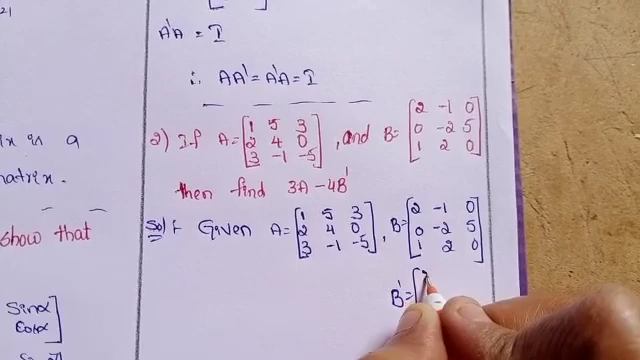 21
A'A = I
∴ AA' = A'A = I
ix is a
matrix.
show that
Sinα
Cosα
2) If A = [1 5 3
2 4 0
3 -1 -5] , and B = [2 -1 0
0 -2 5
1 2 0]
then find 3A - 4B'
Sol:- Given A = [1 5 3
2 4 0
3 -1 -5] , B = [2 -1 0
0 -2 5
1 2 0]
B' = [2